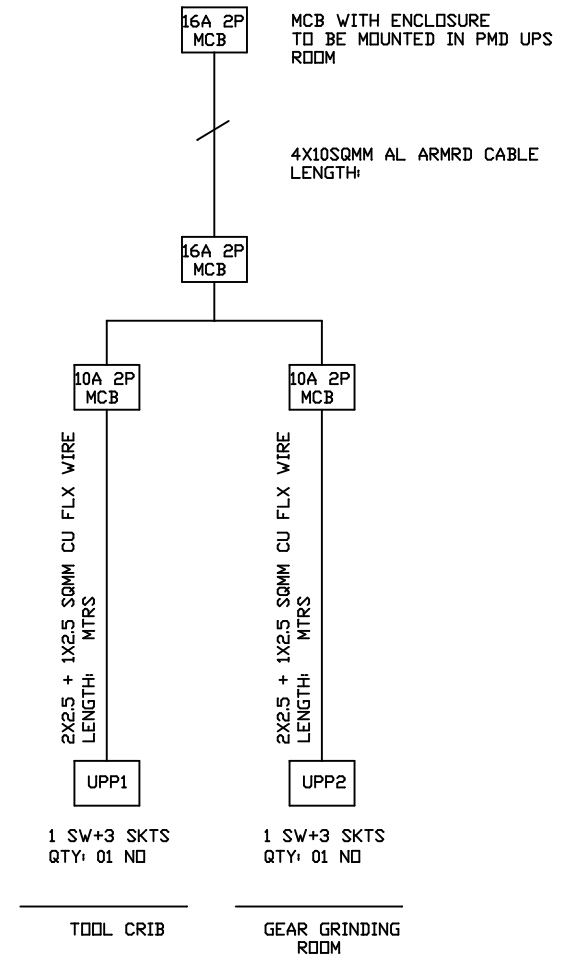 16A 2P
MCB
MCB WITH ENCLOSURE
TO BE MOUNTED IN PMD UPS
ROOM
4X10SQMM AL ARMRD CABLE
LENGTH:
16A 2P
MCB
10A 2P
MCB
10A 2P
MCB
2X2.5 + 1X2.5 SQMM CU FLX WIRE
LENGTH: MTRS
2X2.5 + 1X2.5 SQMM CU FLX WIRE
LENGTH: MTRS
UPP1
UPP2
1 SW+3 SKTS
QTY: 01 NO
1 SW+3 SKTS
QTY: 01 NO
TOOL CRIB
GEAR GRINDING
ROOM